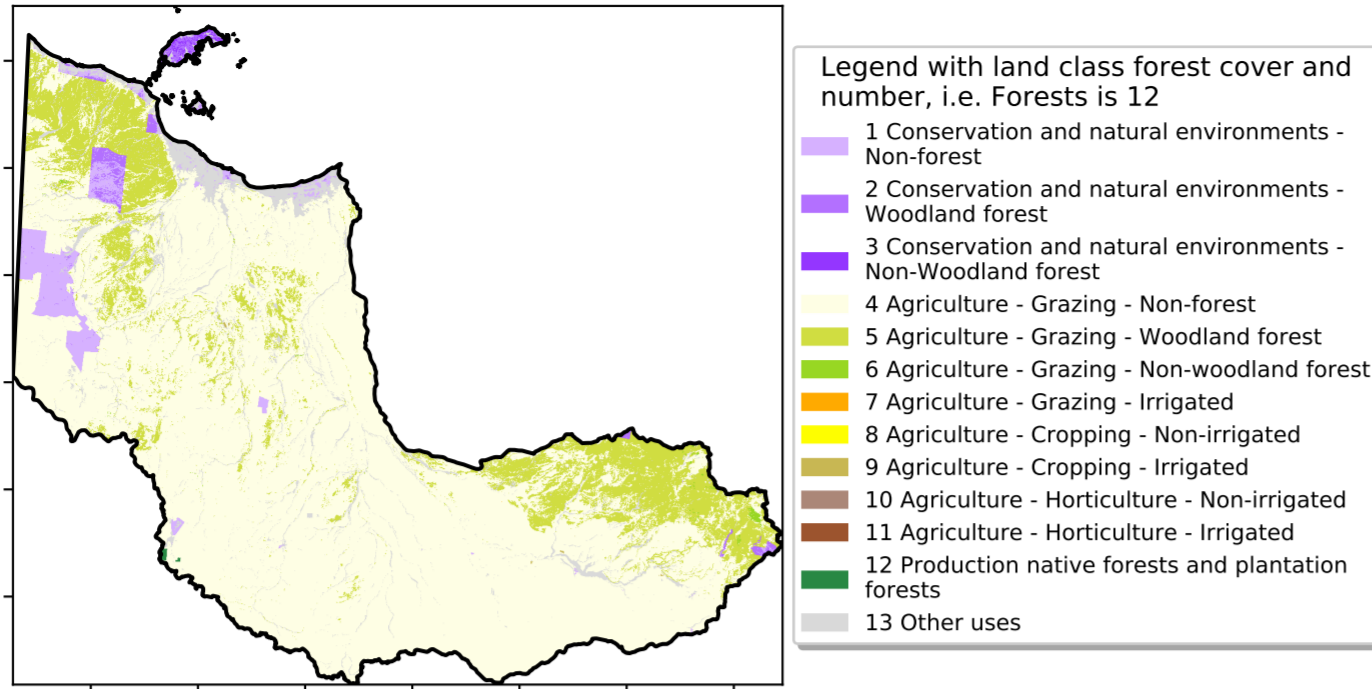 Legend with land class forest cover and
number, i.e. Forests is 12
1 Conservation and natural environments -
Non-forest
2 Conservation and natural environments -
Woodland forest
3 Conservation and natural environments -
Non-Woodland forest
4 Agriculture - Grazing - Non-forest
5 Agriculture - Grazing - Woodland forest
6 Agriculture - Grazing - Non-woodland forest
7 Agriculture - Grazing - Irrigated
8 Agriculture - Cropping - Non-irrigated
9 Agriculture - Cropping - Irrigated
10 Agriculture - Horticulture - Non-irrigated
11 Agriculture - Horticulture - Irrigated
12 Production native forests and plantation
forests
13 Other uses